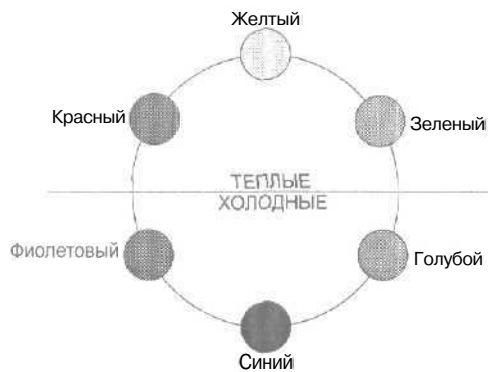 Желтый
Красный
Зеленый
ТЕПЛЫЕ
ХОЛОДНЫЕ
Фиолетовый
Голубой
Синий